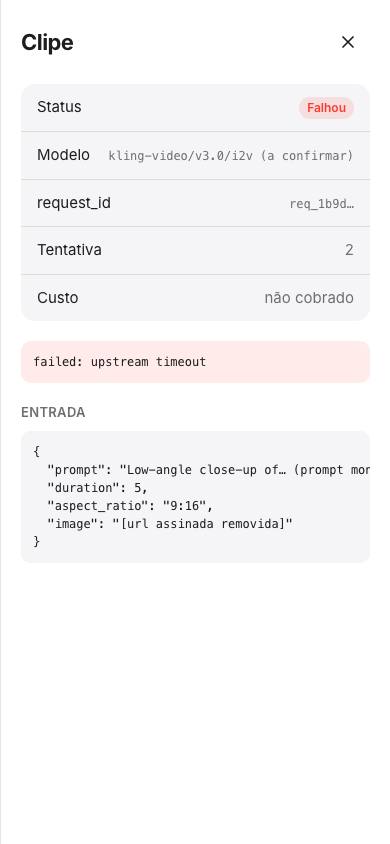 Clipe
Status Falhou
Modelo kling-video/v3.0/i2v (a confirmar)
request_id req_1b9d…
Tentativa 2
Custo não cobrado
failed: upstream timeout
ENTRADA
{
"prompt": "Low-angle close-up of… (prompt mon
"duration": 5,
"aspect_ratio": "9:16",
"image": "[url assinada removida]"
}